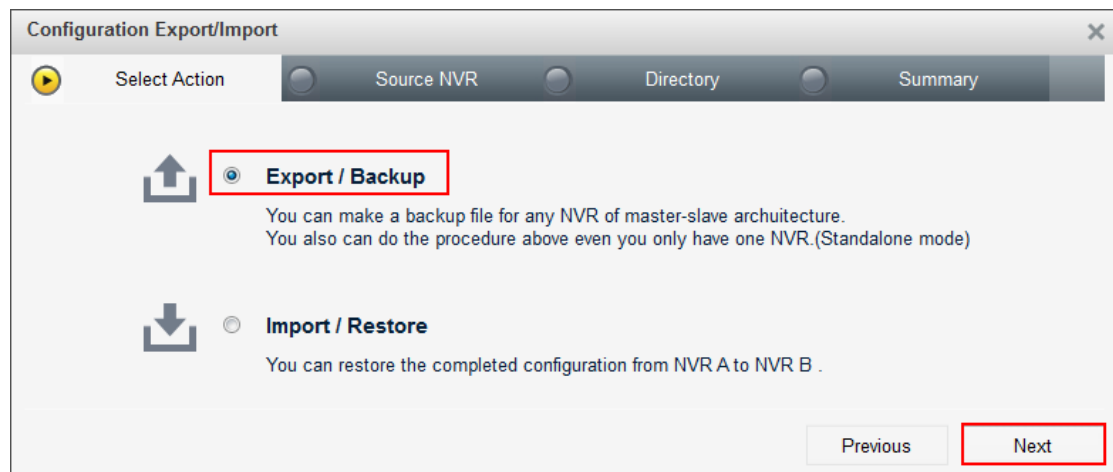 Configuration Export/Import
Select Action Source NVR Directory Summary
Export / Backup
You can make a backup file for any NVR of master-slave archuitecture.
You also can do the procedure above even you only have one NVR.(Standalone mode)
Import / Restore
You can restore the completed configuration from NVR A to NVR B .
Previous Next